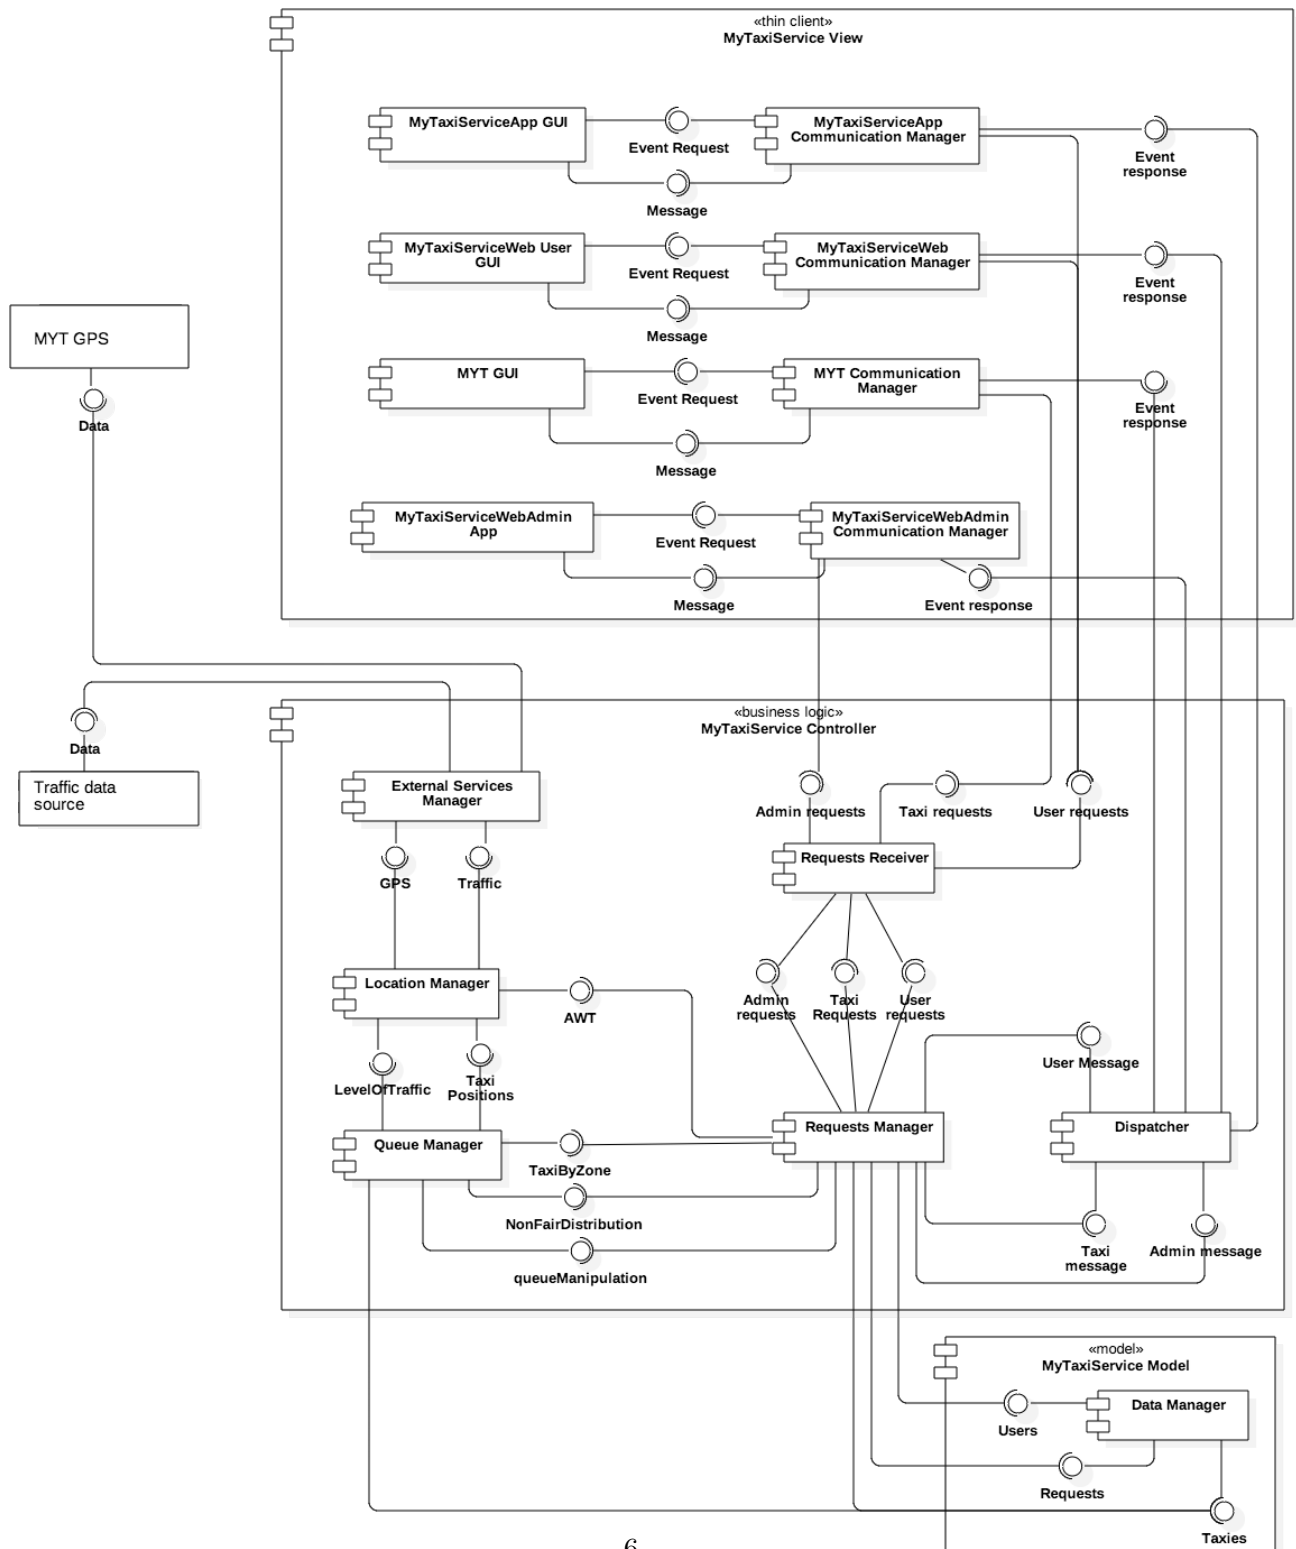 «thin client»
MyTaxiService View
MyTaxiServiceApp GUI
Event Request
MyTaxiServiceApp
Communication Manager
Event
response
Message
MyTaxiServiceWeb User
GUI
Event Request
MyTaxiServiceWeb
Communication Manager
Event
response
Message
MYT GPS
Data
MYT GUI
Event Request
MYT Communication
Manager
Event
response
Message
MyTaxiServiceWebAdmin
App
Event Request
MyTaxiServiceWebAdmin
Communication Manager
Message
Event response
«business logic»
MyTaxiService Controller
Data
Traffic data
source
External Services
Manager
Admin requests
Taxi requests
User requests
Requests Receiver
GPS
Traffic
Location Manager
AWT
Admin
requests
Taxi
Requests
User
requests
LevelOfTraffic
Taxi
Positions
User Message
Queue Manager
TaxiByZone
Requests Manager
Dispatcher
NonFairDistribution
queueManipulation
Taxi
message
Admin message
«model»
MyTaxiService Model
Data Manager
Users
Requests
Taxies
6